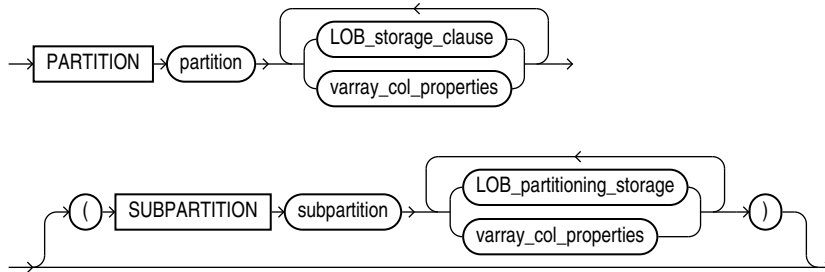 LOB_storage_clause
PARTITION partition
varray_col_properties
LOB_partitioning_storage
( SUBPARTITION subpartition )
varray_col_properties